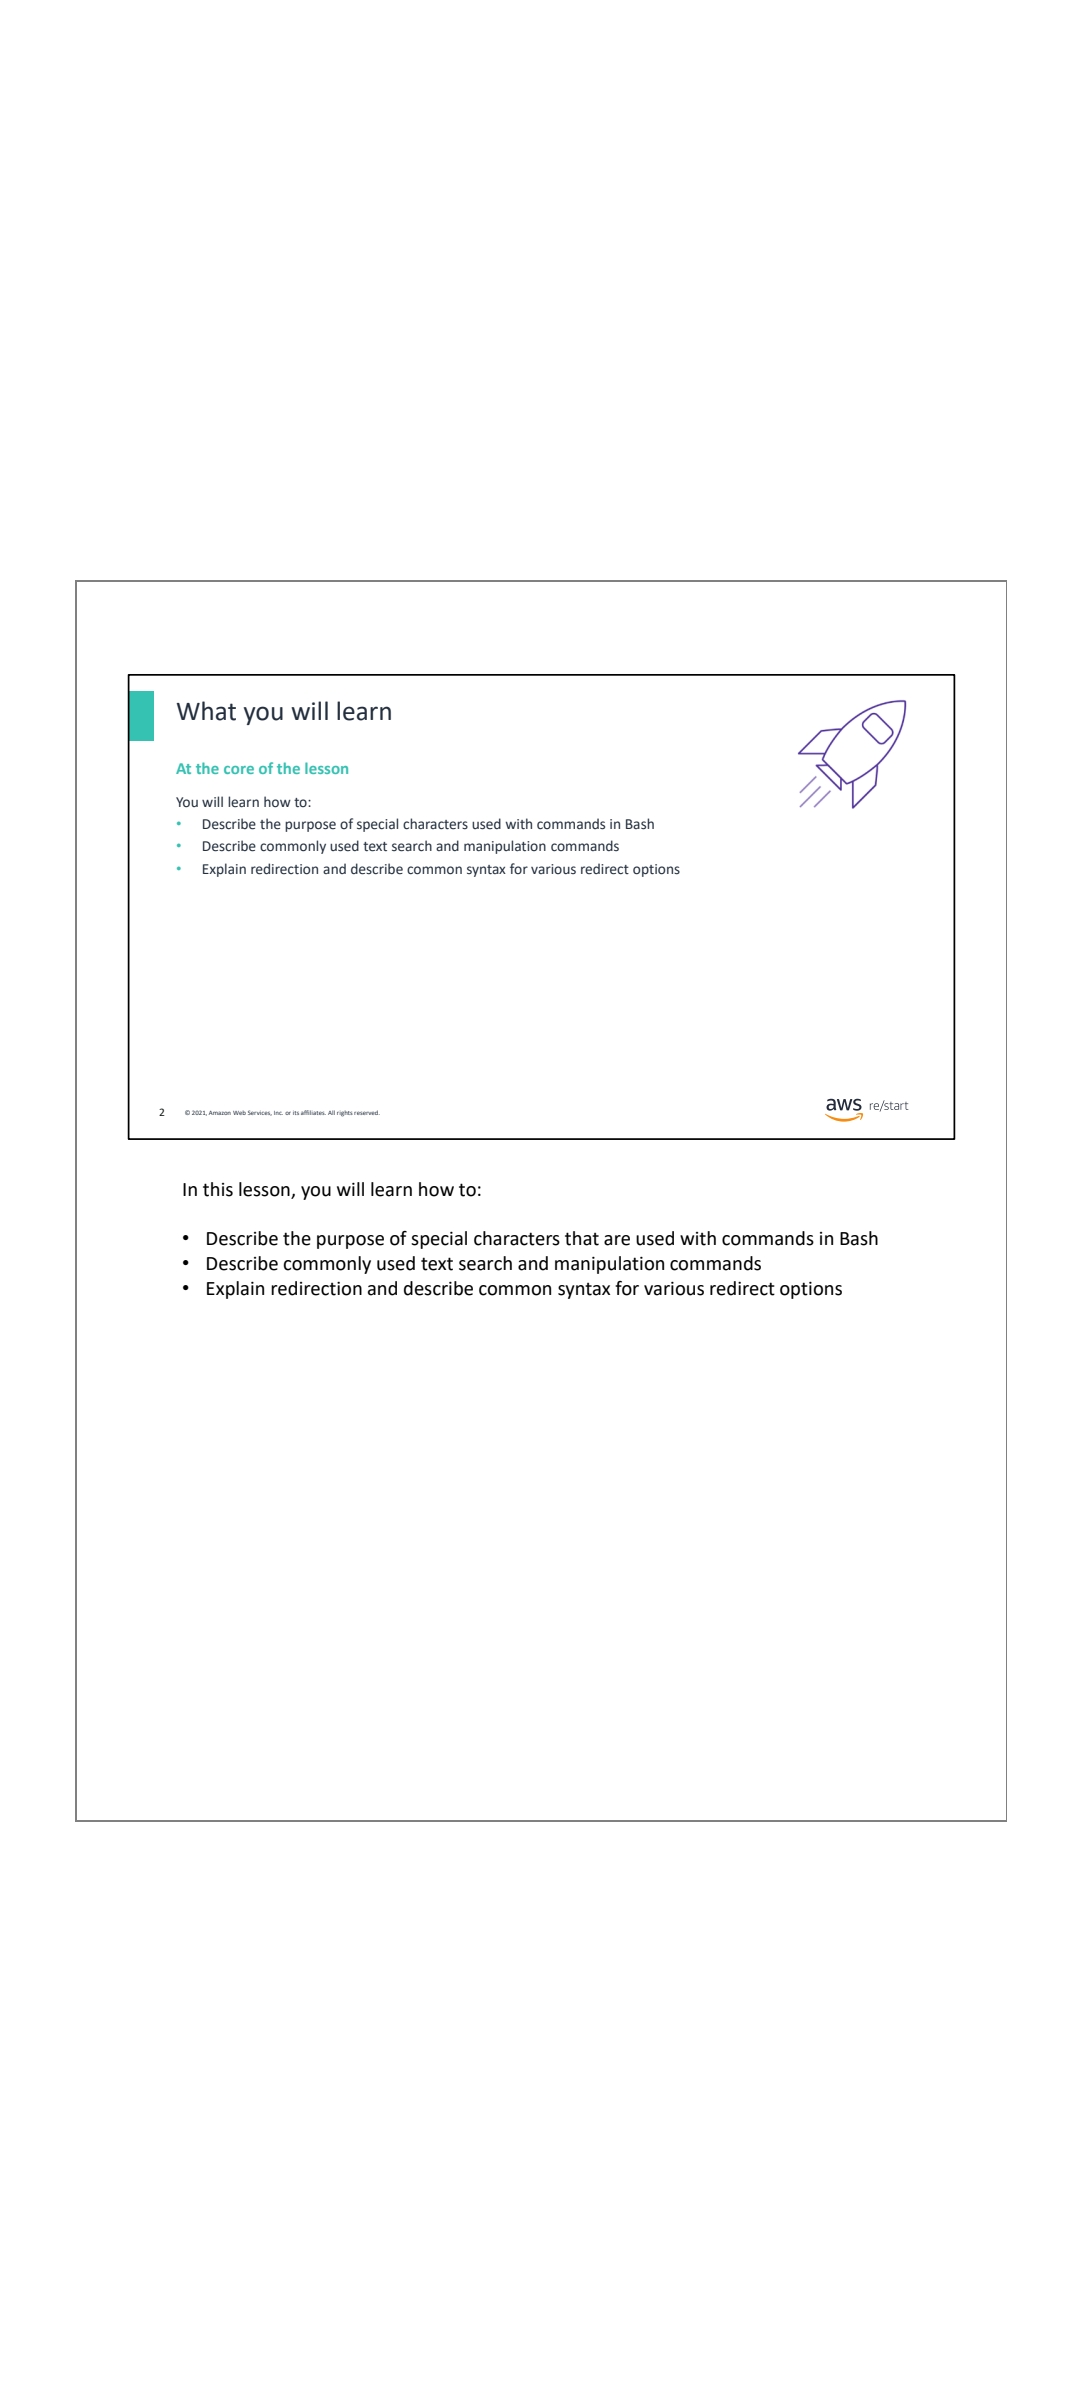 What you will learn
At the core of the lesson
You will learn how to:
• Describe the purpose of special characters used with commands in Bash
• Describe commonly used text search and manipulation commands
• Explain redirection and describe common syntax for various redirect options
2 © 2021, Amazon Web Services, Inc. or its affiliates. All rights reserved.
aws re/start
In this lesson, you will learn how to:
• Describe the purpose of special characters that are used with commands in Bash
• Describe commonly used text search and manipulation commands
• Explain redirection and describe common syntax for various redirect options